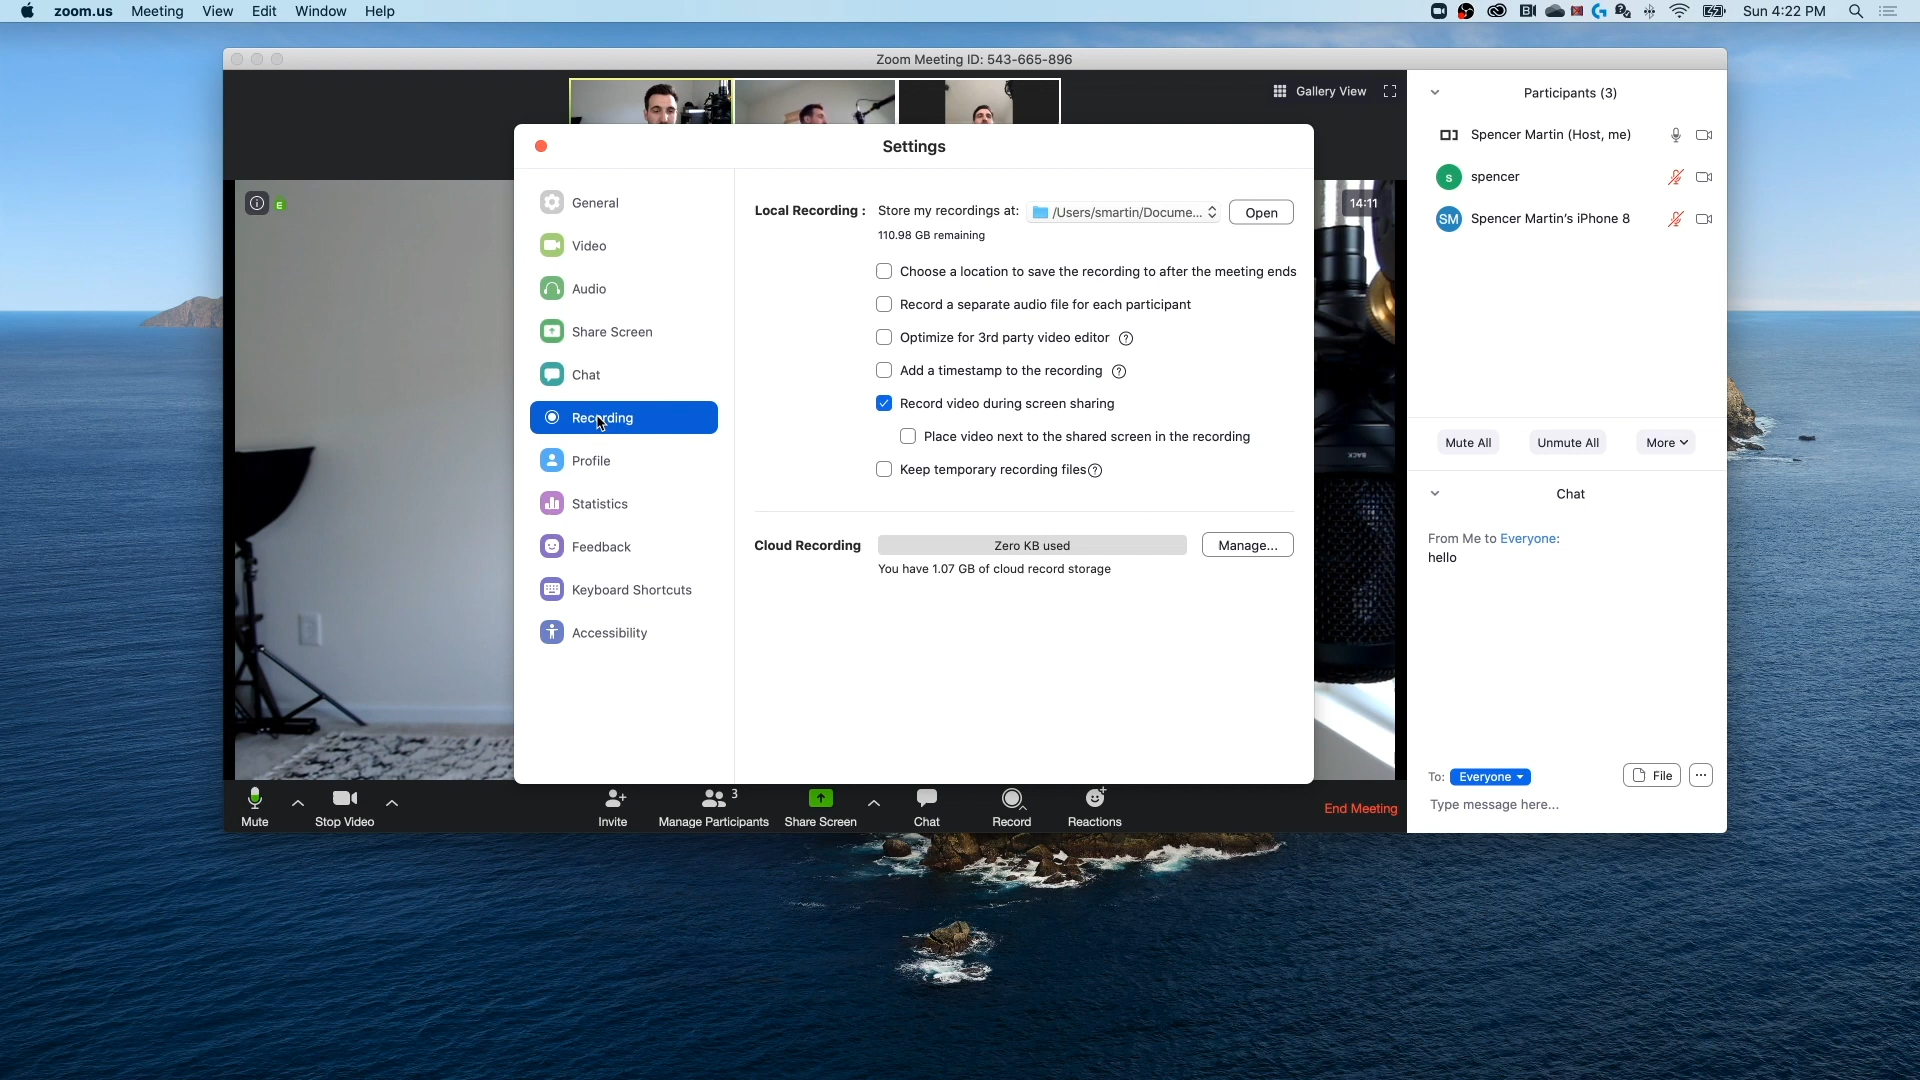 zoom.us Meeting View Edit Window Help
Sun 4:22 PM
Zoom Meeting ID: 543-665-896
Gallery View
14:11
E
Settings
General
Video
Audio
Share Screen
Chat
Recording
Profile
Statistics
Feedback
Keyboard Shortcuts
Accessibility
Local Recording : Store my recordings at: /Users/smartin/Docume... Open
110.98 GB remaining
Choose a location to save the recording to after the meeting ends
Record a separate audio file for each participant
Optimize for 3rd party video editor ?
Add a timestamp to the recording ?
Record video during screen sharing
Place video next to the shared screen in the recording
Keep temporary recording files ?
Cloud Recording Zero KB used Manage...
You have 1.07 GB of cloud record storage
BACK
Participants (3)
Spencer Martin (Host, me)
s spencer
SM Spencer Martin's iPhone 8
Mute All Unmute All More
Chat
From Me to Everyone:
hello
To: Everyone File ...
Type message here...
Mute Stop Video Invite Manage Participants 3 Share Screen Chat Record Reactions End Meeting